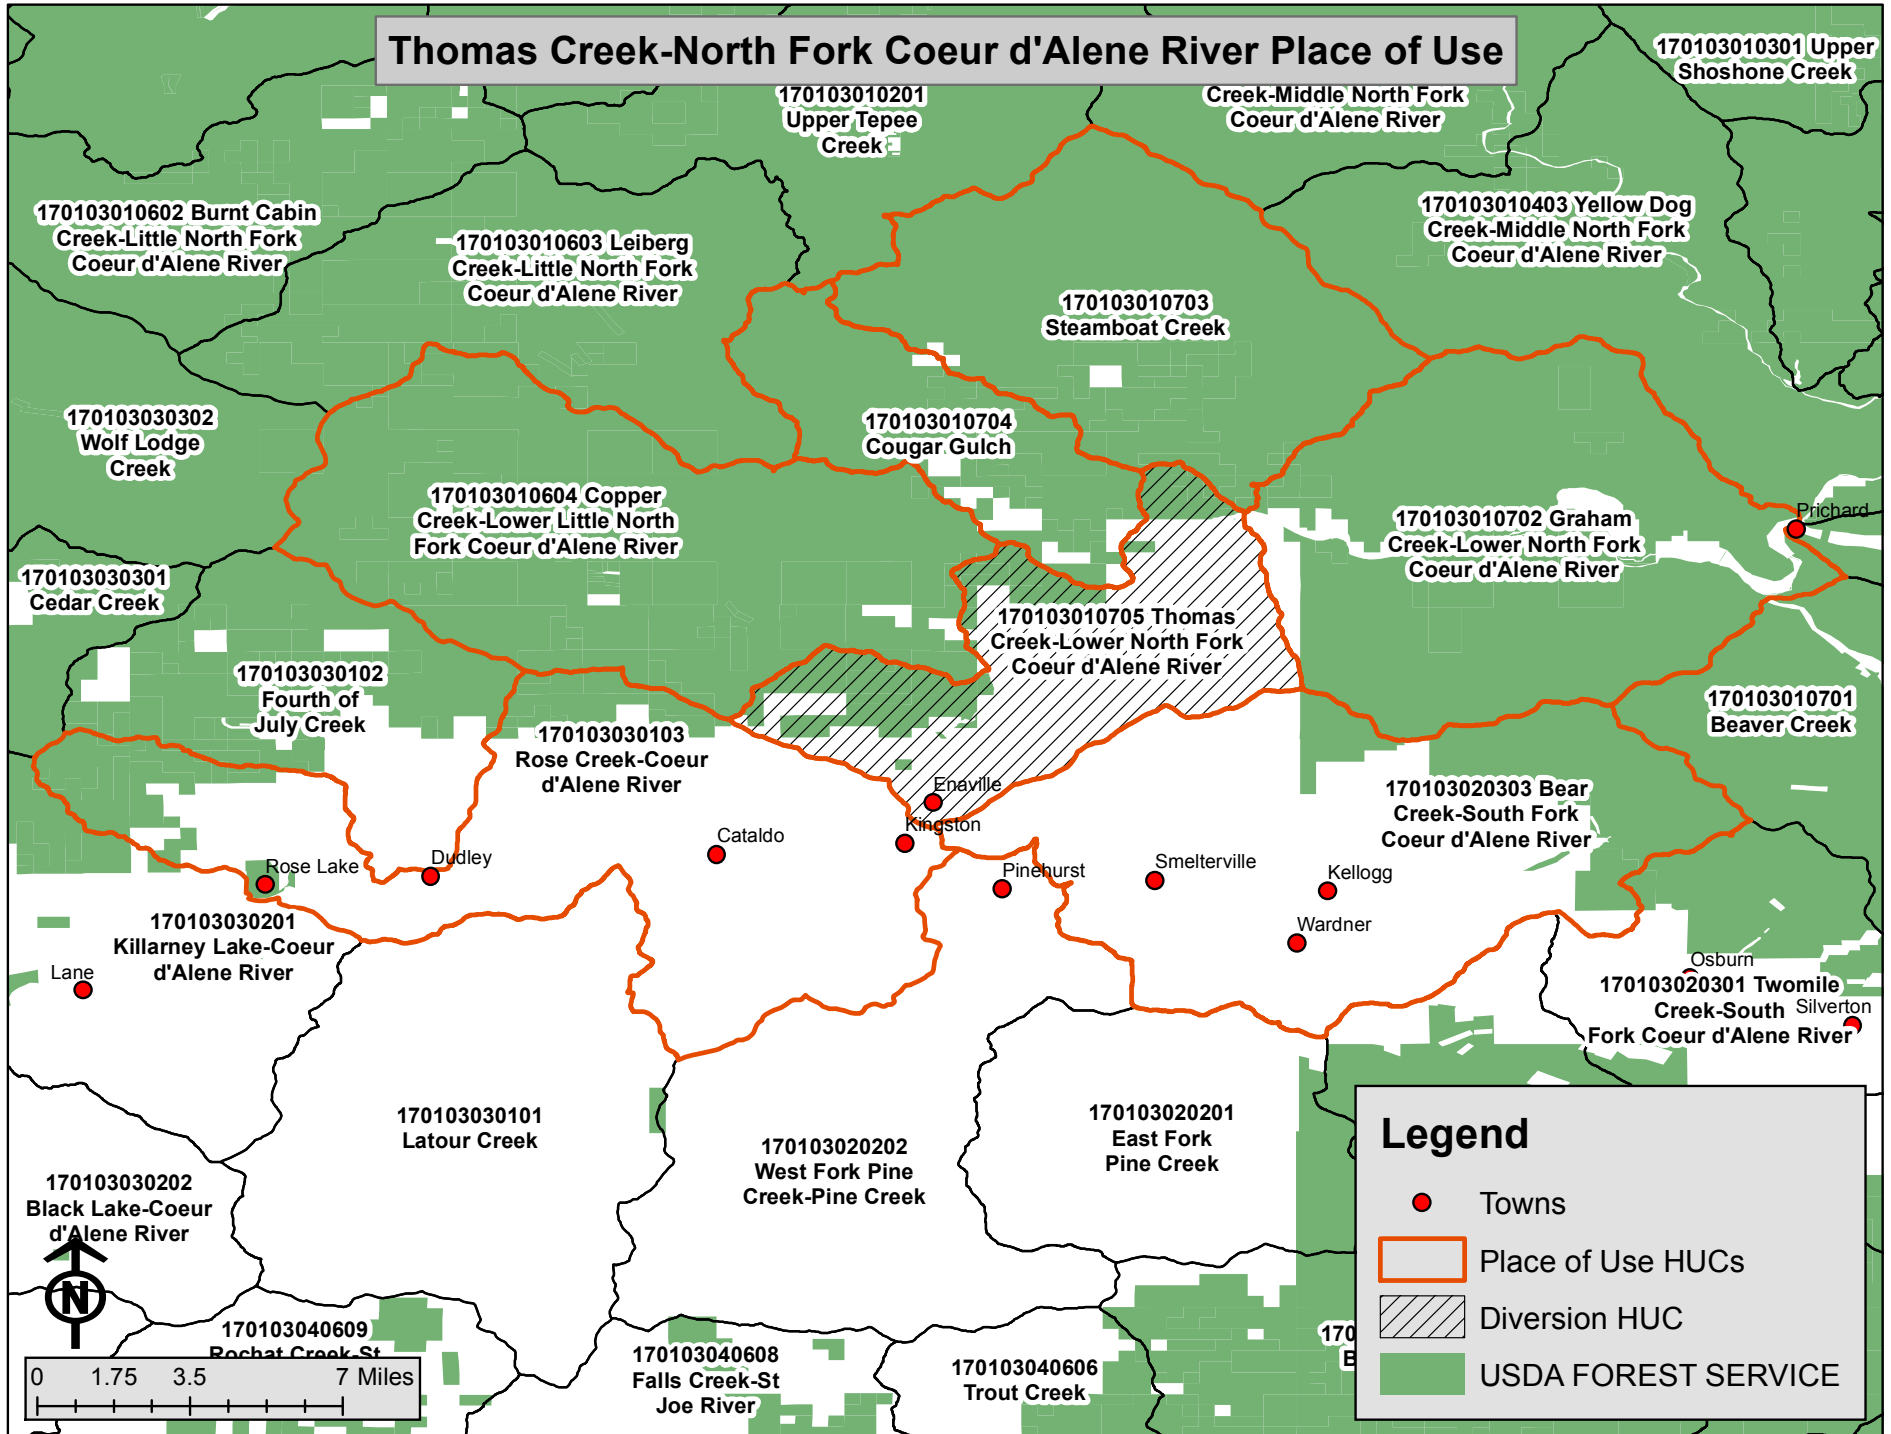 Thomas Creek-North Fork Coeur d'Alene River Place of Use
170103010301 Upper
Shoshone Creek
170103010201
Upper Tepee
Creek
Creek-Middle North Fork
Coeur d'Alene River
170103010602 Burnt Cabin
Creek-Little North Fork
Coeur d'Alene River
170103010603 Leiberg
Creek-Little North Fork
Coeur d'Alene River
170103010403 Yellow Dog
Creek-Middle North Fork
Coeur d'Alene River
170103010703
Steamboat Creek
170103030302
Wolf Lodge
Creek
170103010704
Cougar Gulch
170103010604 Copper
Creek-Lower Little North
Fork Coeur d'Alene River
170103010702 Graham
Creek-Lower North Fork
Coeur d'Alene River
Prichard
170103030301
Cedar Creek
170103010705 Thomas
Creek-Lower North Fork
Coeur d'Alene River
170103030102
Fourth of
July Creek
170103010701
Beaver Creek
170103030103
Rose Creek-Coeur
d'Alene River
170103020303 Bear
Creek-South Fork
Coeur d'Alene River
Enaville
Kingston
Cataldo
Dudley
Rose Lake
Pinehurst
Smelterville
Kellogg
Wardner
170103030201
Killarney Lake-Coeur
d'Alene River
Lane
Osburn
170103020301 Twomile
Creek-South
Fork Coeur d'Alene River
Silverton
170103030101
Latour Creek
170103020201
East Fork
Pine Creek
170103020202
West Fork Pine
Creek-Pine Creek
170103030202
Black Lake-Coeur
d'Alene River
N
170103040609
Rochat Creek-St
170103040608
Falls Creek-St
Joe River
170103040606
Trout Creek
170
B
0 1.75 3.5 7 Miles
Legend
Towns
Place of Use HUCs
Diversion HUC
USDA FOREST SERVICE